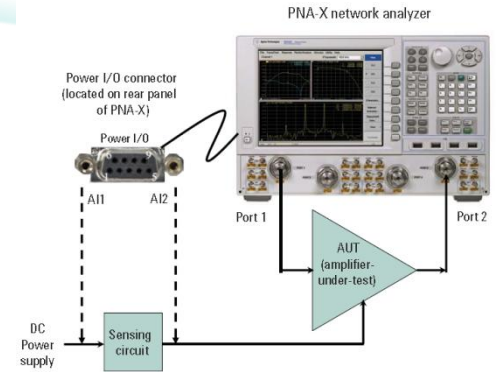 PNA-X network analyzer
Power I/O connector
(located on rear panel
of PNA-X)
Power I/O
AI1
AI2
Port 1
Port 2
AUT
(amplifier-
under-test)
DC
Power
supply
Sensing
circuit